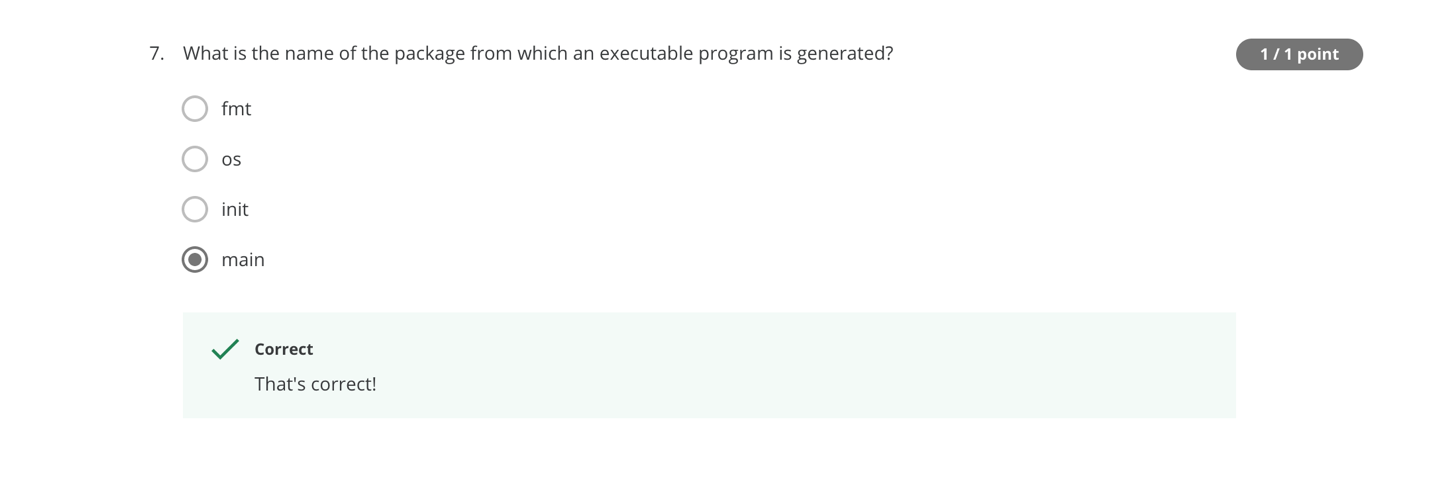 7. What is the name of the package from which an executable program is generated?
1 / 1 point
fmt
os
init
main
Correct
That's correct!